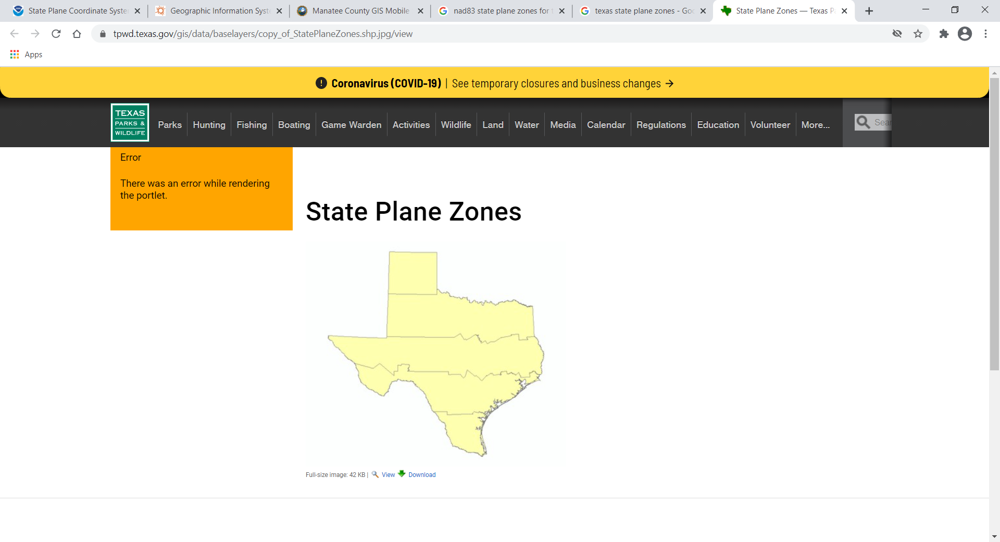 State Plane Coordinate Syste
Geographic Information Syst
Manatee County GIS Mobile
nad83 state plane zones for t
texas state plane zones - Goo
State Plane Zones — Texas P
tpwd.texas.gov/gis/data/baselayers/copy_of_StatePlaneZones.shp.jpg/view
Apps
Coronavirus (COVID-19) | See temporary closures and business changes →
TEXAS
PARKS &
WILDLIFE
Parks
Hunting
Fishing
Boating
Game Warden
Activities
Wildlife
Land
Water
Media
Calendar
Regulations
Education
Volunteer
More...
Sear
Error
There was an error while rendering
the portlet.
State Plane Zones
Full-size image: 42 KB | View Download